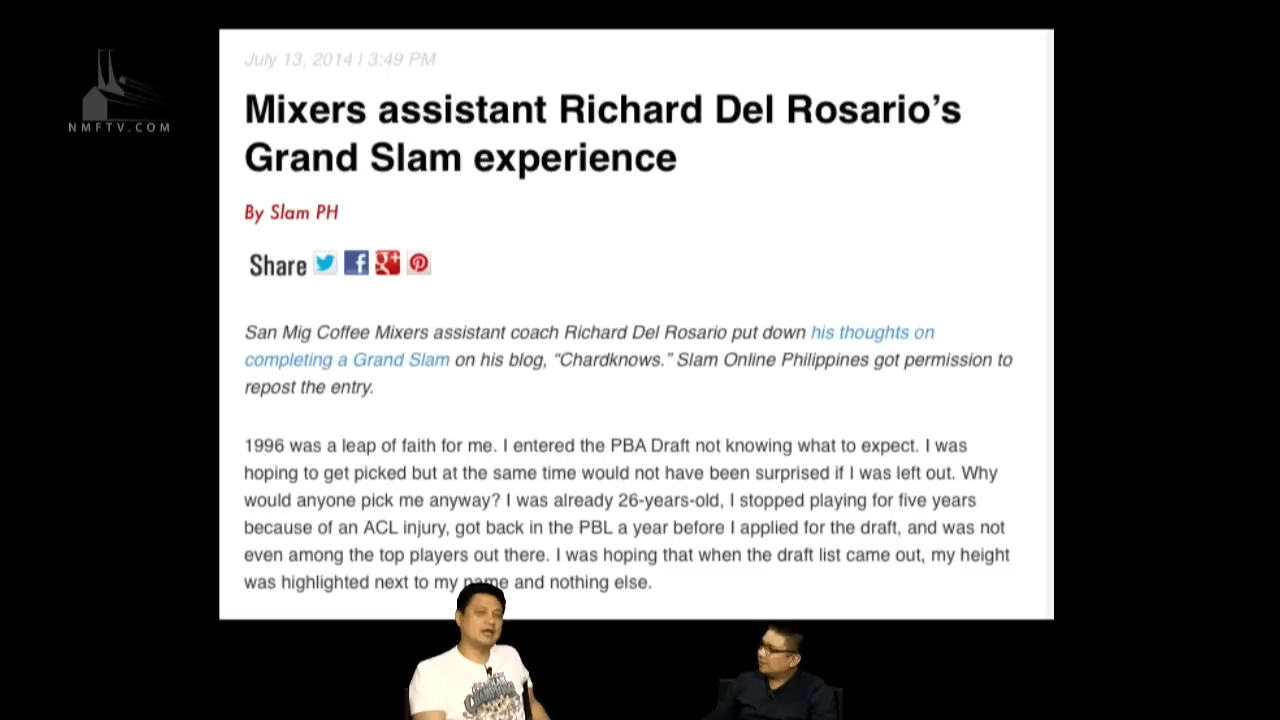 July 13, 2014 | 3:49 PM
NMFTV.COM
Mixers assistant Richard Del Rosario’s
Grand Slam experience
By Slam PH
Share
San Mig Coffee Mixers assistant coach Richard Del Rosario put down his thoughts on
completing a Grand Slam on his blog, “Chardknows.” Slam Online Philippines got permission to
repost the entry.
1996 was a leap of faith for me. I entered the PBA Draft not knowing what to expect. I was
hoping to get picked but at the same time would not have been surprised if I was left out. Why
would anyone pick me anyway? I was already 26-years-old, I stopped playing for five years
because of an ACL injury, got back in the PBL a year before I applied for the draft, and was not
even among the top players out there. I was hoping that when the draft list came out, my height
was highlighted next to my name and nothing else.